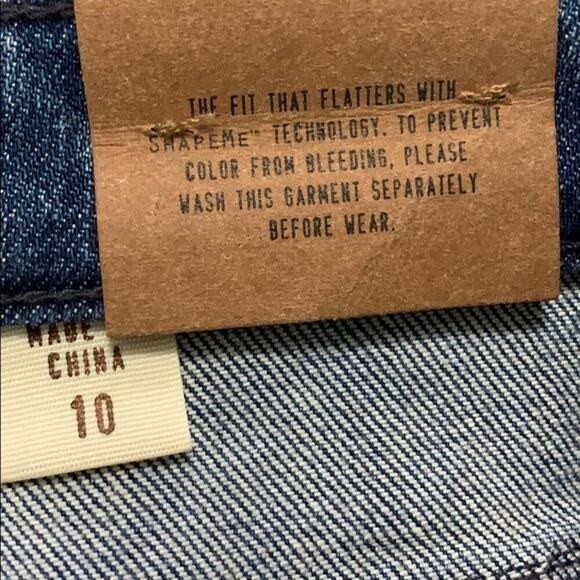 THE FIT THAT FLATTERS WITH
SHAPEME™ TECHNOLOGY. TO PREVENT
COLOR FROM BLEEDING, PLEASE
WASH THIS GARMENT SEPARATELY
BEFORE WEAR.
MADE
CHINA
10